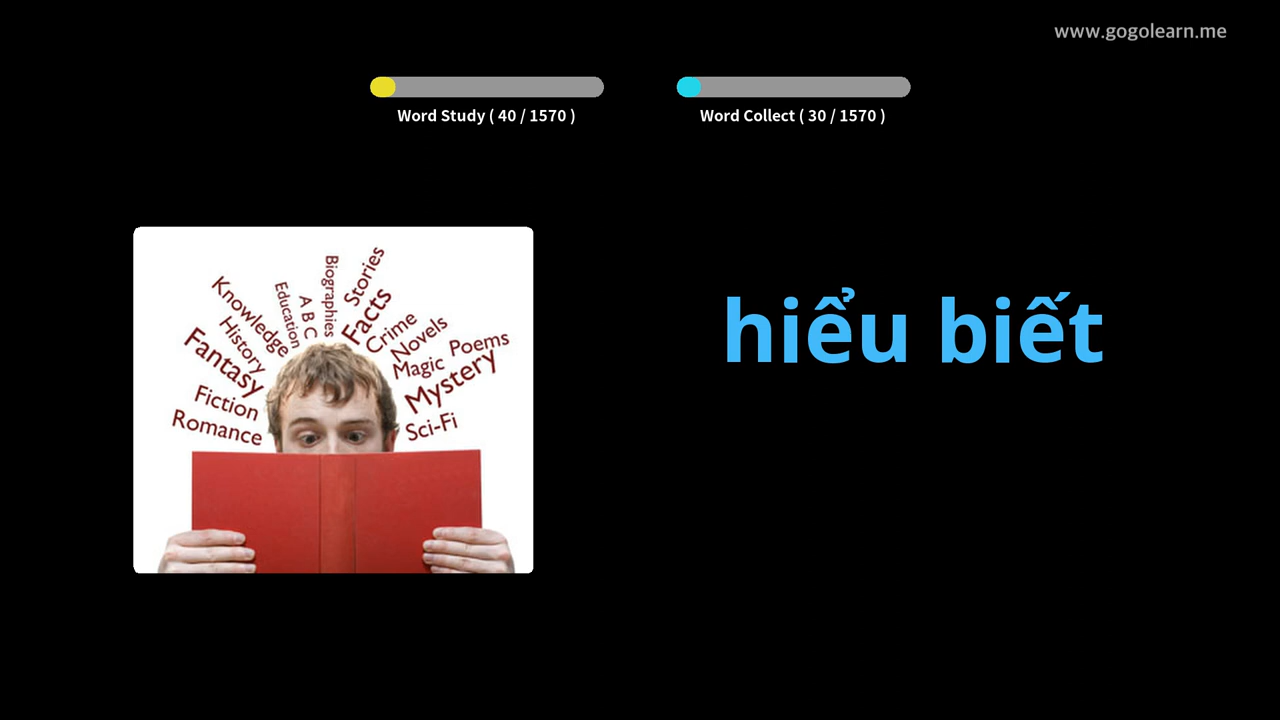 www.gogolearn.me
Word Study ( 40 / 1570 )
Word Collect ( 30 / 1570 )
Stories
Biographies
Facts
A B C
Education
Knowledge
Crime
Novels
History
Poems
Magic
Fantasy
Mystery
Fiction
Sci-Fi
Romance
hiểu biết